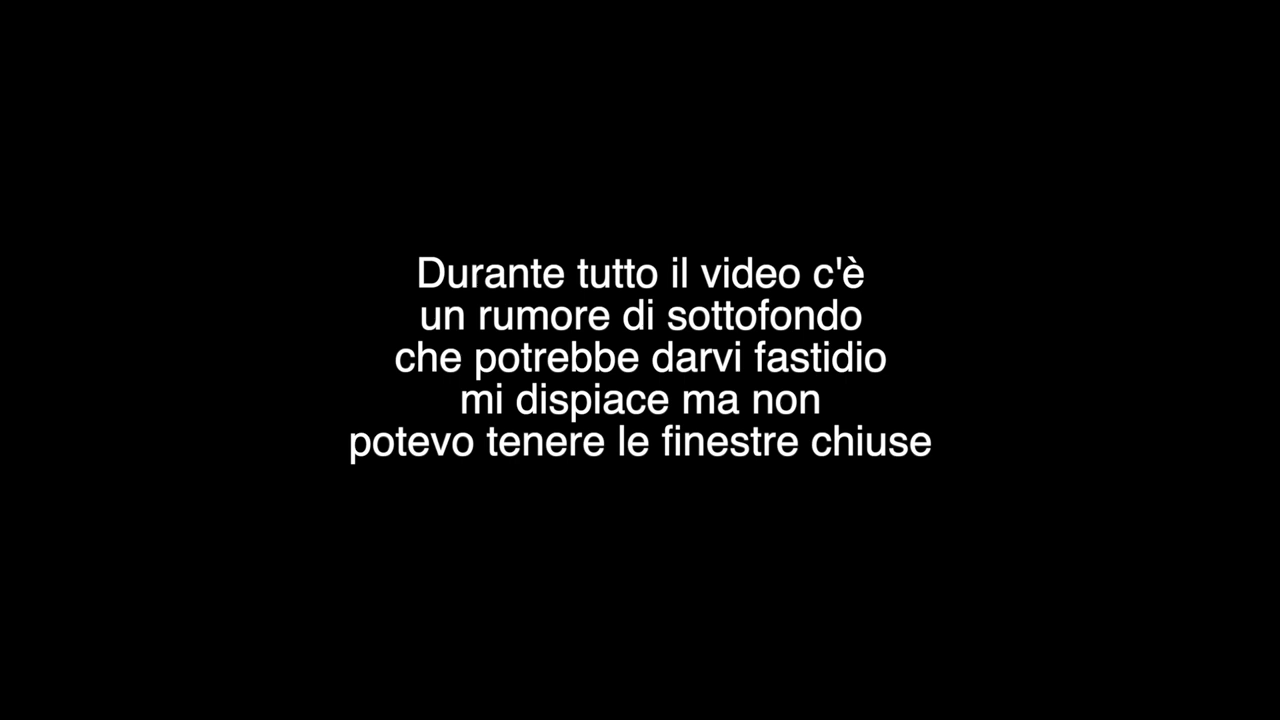 Durante tutto il video c'è
un rumore di sottofondo
che potrebbe darvi fastidio
mi dispiace ma non
potevo tenere le finestre chiuse